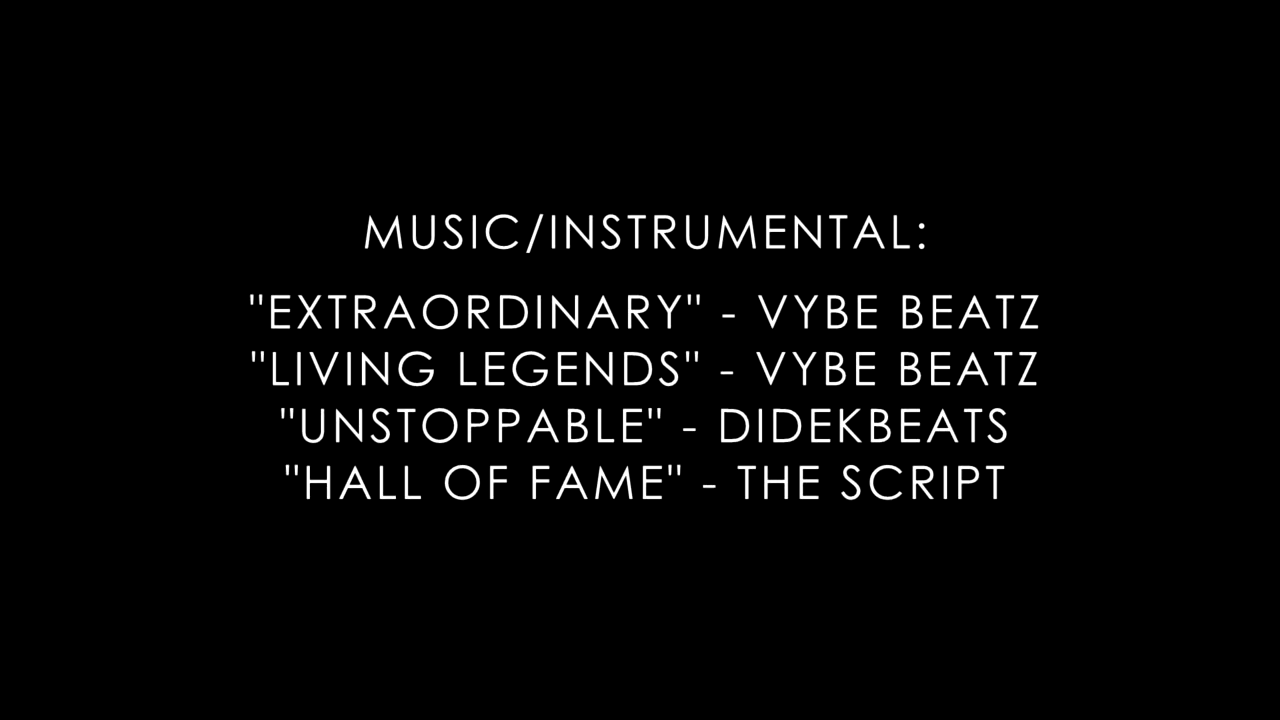 MUSIC/INSTRUMENTAL:
"EXTRAORDINARY" - VYBE BEATZ
"LIVING LEGENDS" - VYBE BEATZ
"UNSTOPPABLE" - DIDEKBEATS
"HALL OF FAME" - THE SCRIPT